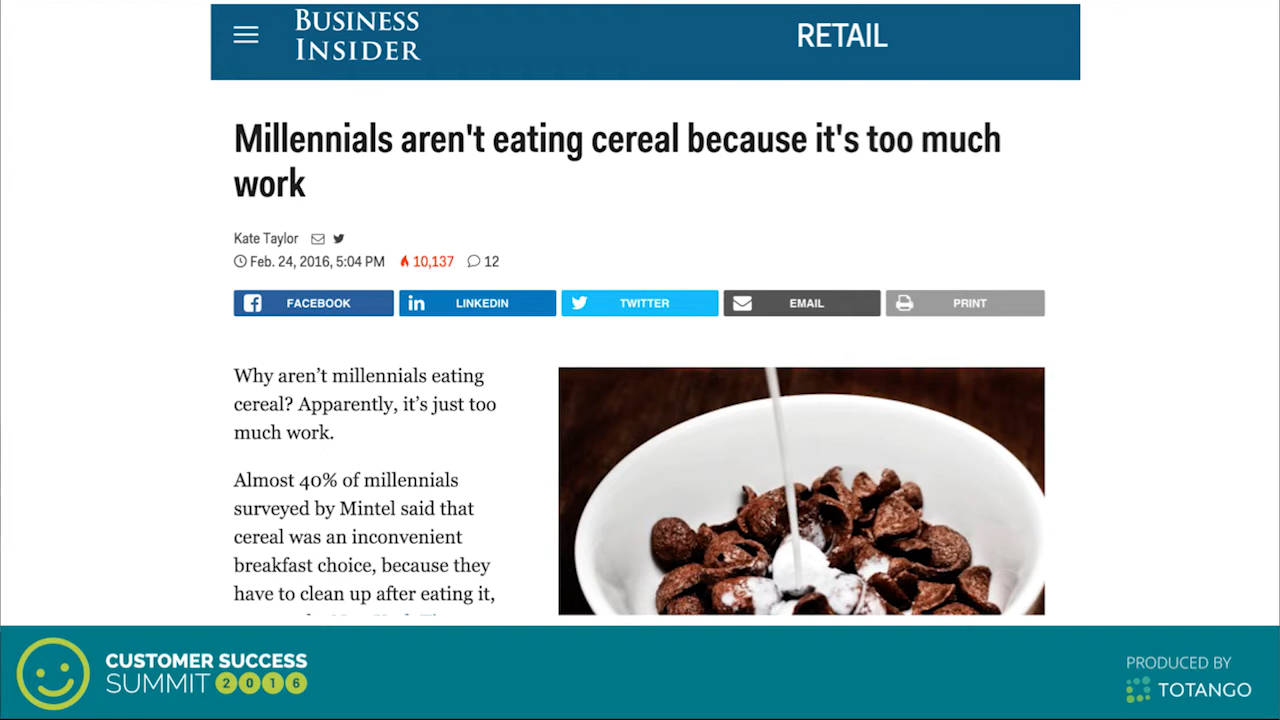 BUSINESS
INSIDER
RETAIL
Millennials aren't eating cereal because it's too much
work
Kate Taylor
Feb. 24, 2016, 5:04 PM 10,137 12
FACEBOOK LINKEDIN TWITTER EMAIL PRINT
Why aren’t millennials eating
cereal? Apparently, it’s just too
much work.
Almost 40% of millennials
surveyed by Mintel said that
cereal was an inconvenient
breakfast choice, because they
have to clean up after eating it,
CUSTOMER SUCCESS
SUMMIT 2016
PRODUCED BY
TOTANGO